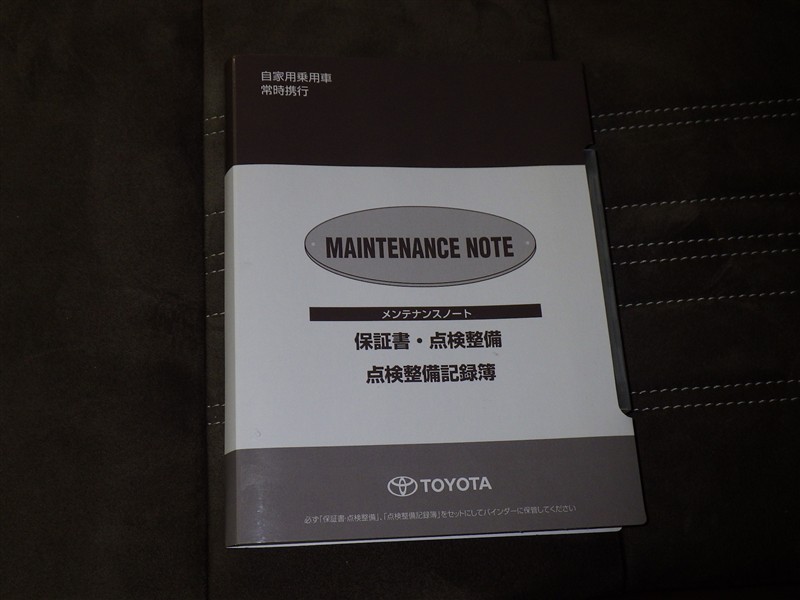 自家用乗用車
常時携行
MAINTENANCE NOTE
メンテナンスノート
保証書・点検整備
点検整備記録簿
TOYOTA
必ず「保証書・点検整備」、「点検整備記録簿」をセットにしてバインダーに保管してください